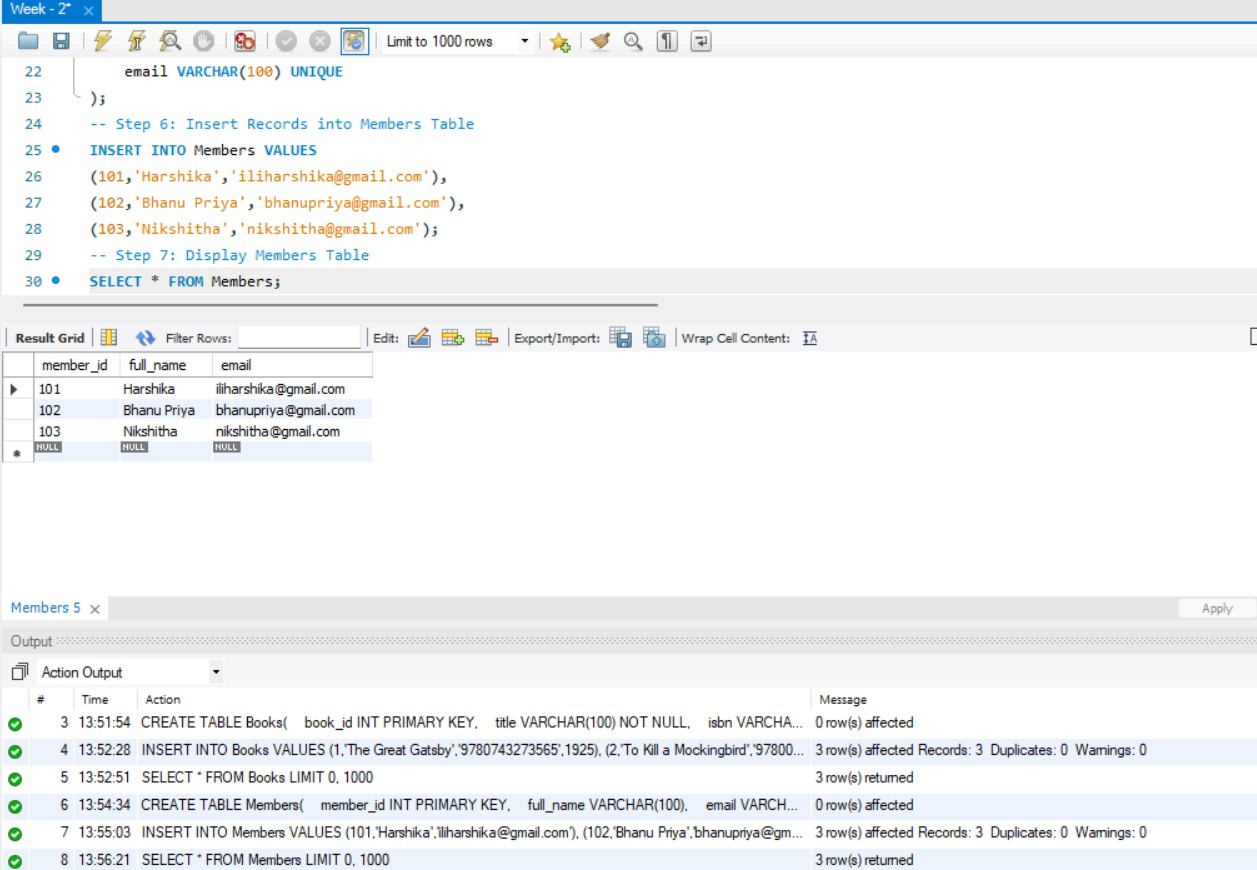 Week - 2*
Limit to 1000 rows
22 email VARCHAR(100) UNIQUE
23 );
24 -- Step 6: Insert Records into Members Table
25 INSERT INTO Members VALUES
26 (101,'Harshika','iliharshika@gmail.com'),
27 (102,'Bhanu Priya','bhanupriya@gmail.com'),
28 (103,'Nikshitha','nikshitha@gmail.com');
29 -- Step 7: Display Members Table
30 SELECT * FROM Members;
Result Grid Filter Rows: Edit: Export/Import: Wrap Cell Content:
member_id full_name email
101 Harshika iliharshika@gmail.com
102 Bhanu Priya bhanupriya@gmail.com
103 Nikshitha nikshitha@gmail.com
NULL NULL NULL
Members 5 Apply
Output
Action Output
# Time Action Message
3 13:51:54 CREATE TABLE Books( book_id INT PRIMARY KEY, title VARCHAR(100) NOT NULL, isbn VARCHA... 0 row(s) affected
4 13:52:28 INSERT INTO Books VALUES (1,'The Great Gatsby','9780743273565',1925), (2,'To Kill a Mockingbird','97800... 3 row(s) affected Records: 3 Duplicates: 0 Warnings: 0
5 13:52:51 SELECT * FROM Books LIMIT 0, 1000 3 row(s) returned
6 13:54:34 CREATE TABLE Members( member_id INT PRIMARY KEY, full_name VARCHAR(100), email VARCH... 0 row(s) affected
7 13:55:03 INSERT INTO Members VALUES (101,'Harshika','iliharshika@gmail.com'), (102,'Bhanu Priya','bhanupriya@gm... 3 row(s) affected Records: 3 Duplicates: 0 Warnings: 0
8 13:56:21 SELECT * FROM Members LIMIT 0, 1000 3 row(s) returned